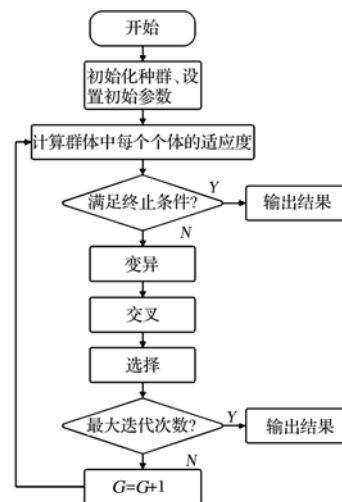 开始
初始化种群、设
置初始参数
计算群体中每个个体的适应度
满足终止条件?
Y
输出结果
N
变异
交叉
选择
最大迭代次数?
Y
输出结果
N
G=G+1